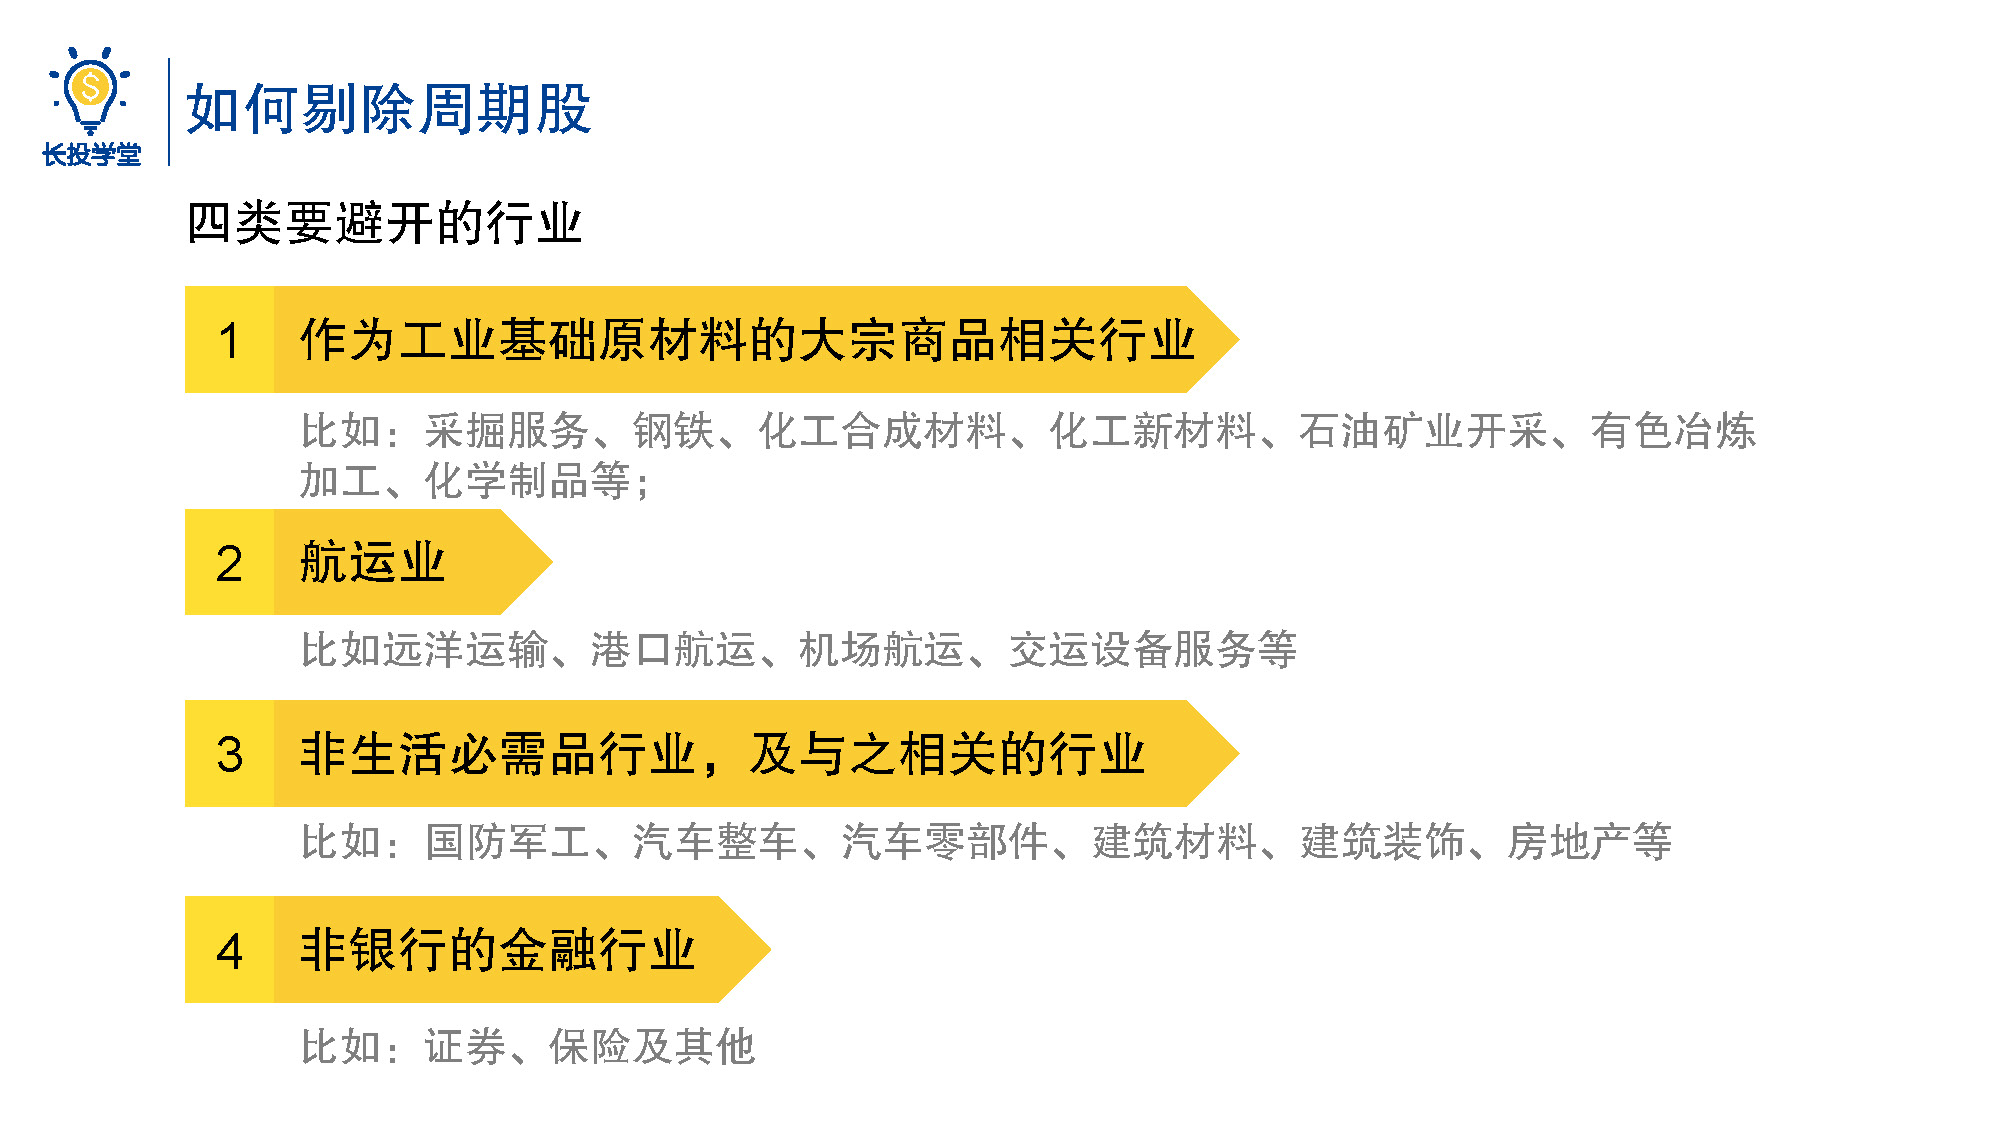 长投学堂
如何剔除周期股
四类要避开的行业
1 作为工业基础原材料的大宗商品相关行业
比如：采掘服务、钢铁、化工合成材料、化工新材料、石油矿业开采、有色冶炼
加工、化学制品等；
2 航运业
比如远洋运输、港口航运、机场航运、交运设备服务等
3 非生活必需品行业，及与之相关的行业
比如：国防军工、汽车整车、汽车零部件、建筑材料、建筑装饰、房地产等
4 非银行的金融行业
比如：证券、保险及其他